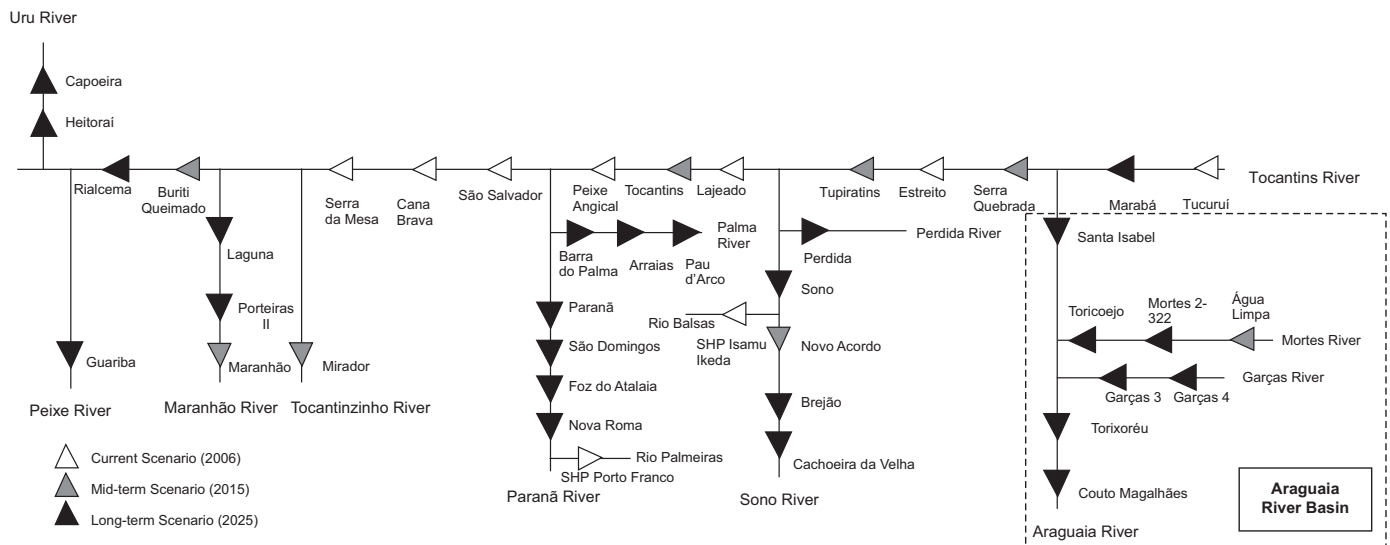 Uru River
Capoeira
Heitoraí
Rialcema
Buriti
Queimado
Serra
da Mesa
Cana
Brava
São Salvador
Peixe
Angical
Tocantins
Lajeado
Tupiratins
Estreito
Serra
Quebrada
Marabá
Tucuruí
Tocantins River
Laguna
Porteiras
II
Maranhão
Mirador
Guariba
Peixe River
Maranhão River
Tocantinzinho River
Barra
do Palma
Arraias
Pau
d'Arco
Palma
River
Paranã
São Domingos
Foz do Atalaia
Nova Roma
Rio Palmeiras
SHP Porto Franco
Paranã River
Perdida
Perdida River
Sono
Rio Balsas
SHP Isamu
Ikeda
Novo Acordo
Brejão
Cachoeira da Velha
Sono River
Santa Isabel
Toricoejo
Mortes 2-
322
Água
Limpa
Mortes River
Garças River
Garças 3
Garças 4
Torixoréu
Couto Magalhães
Araguaia River
Araguaia
River Basin
Current Scenario (2006)
Mid-term Scenario (2015)
Long-term Scenario (2025)